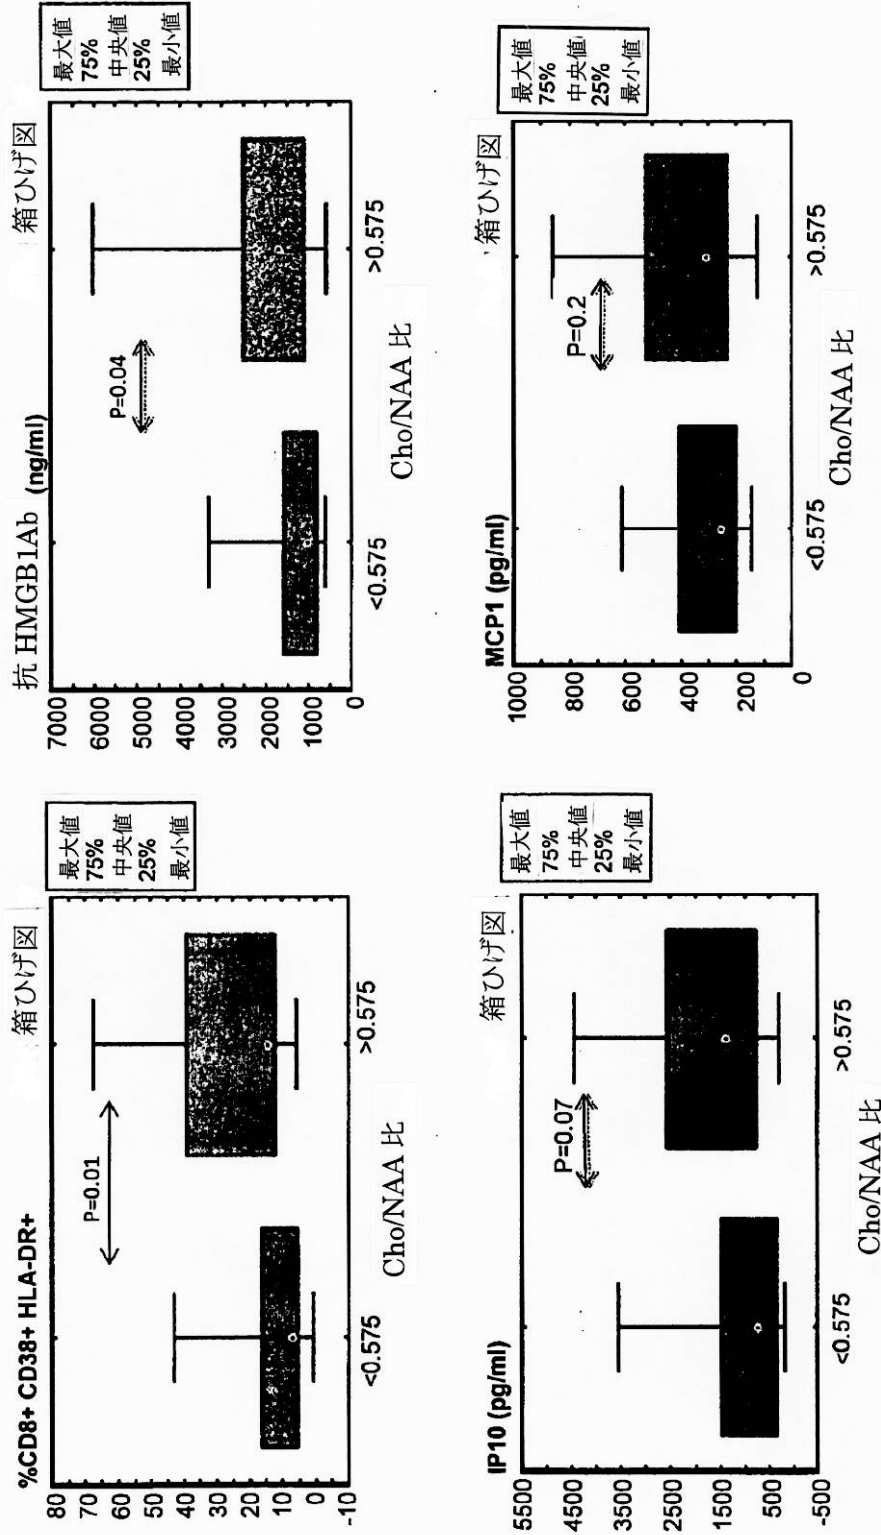 %CD8+ CD38+ HLA-DR+
箱ひげ図
80
70
60
50
40
30
20
10
0
-10
P=0.01
<0.575
>0.575
Cho/NAA 比
最大値
75%
中央値
25%
最小値
抗 HMGB1Ab (ng/ml)
箱ひげ図
7000
6000
5000
4000
3000
2000
1000
0
P=0.04
<0.575
>0.575
Cho/NAA 比
最大値
75%
中央値
25%
最小値
IP10 (pg/ml)
箱ひげ図
5500
4500
3500
2500
1500
500
-500
P=0.07
<0.575
>0.575
Cho/NAA 比
最大値
75%
中央値
25%
最小値
MCP1 (pg/ml)
箱ひげ図
1000
800
600
400
200
0
P=0.2
<0.575
>0.575
Cho/NAA 比
最大値
75%
中央値
25%
最小値